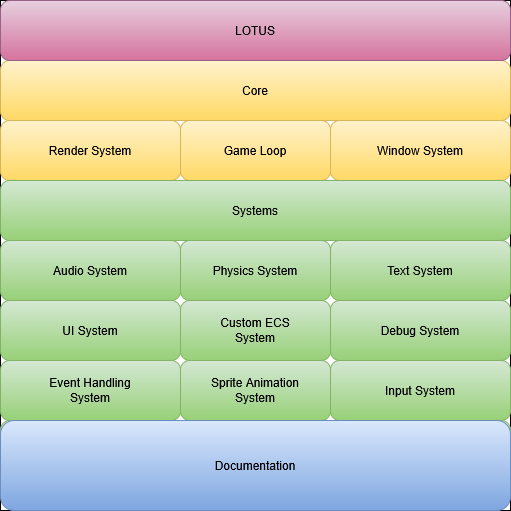 LOTUS
Core
Render System
Game Loop
Window System
Systems
Audio System
Physics System
Text System
UI System
Custom ECS
System
Debug System
Event Handling
System
Sprite Animation
System
Input System
Documentation